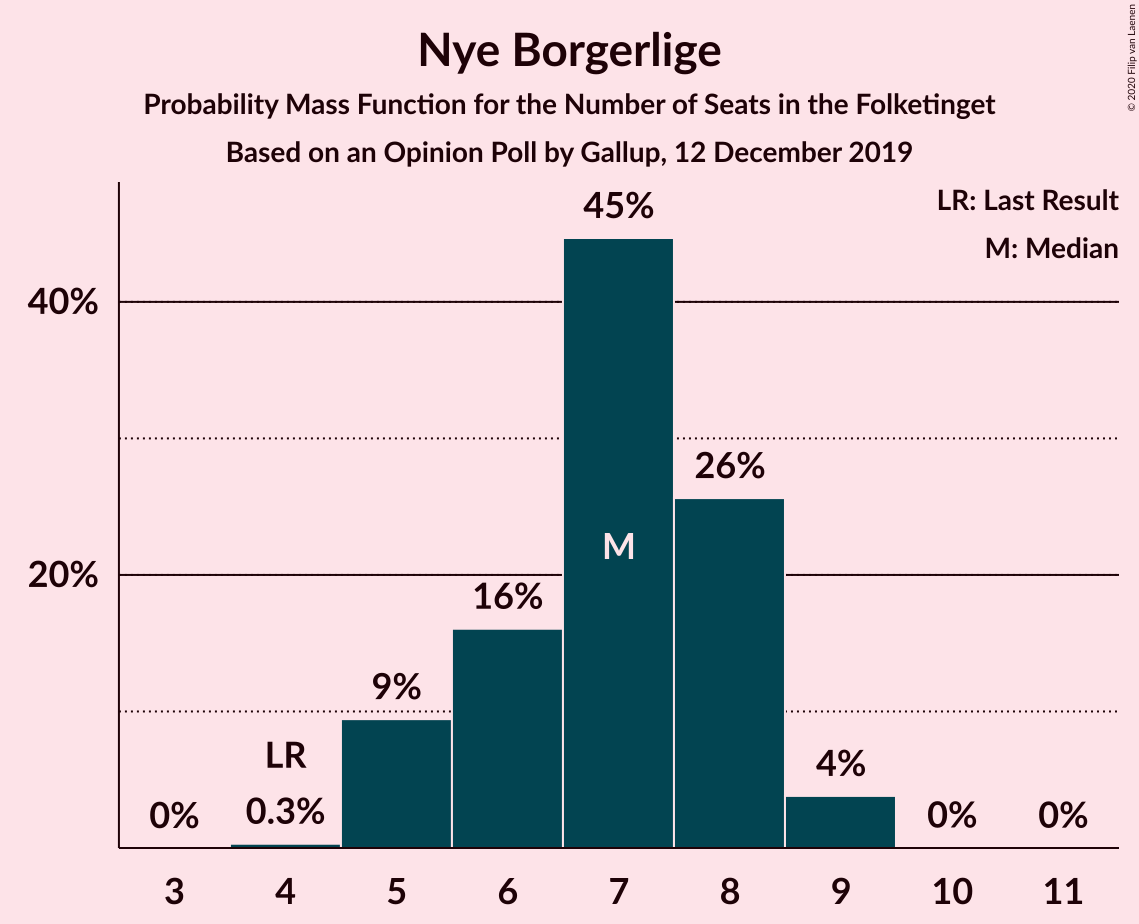 Nye Borgerlige
Probability Mass Function for the Number of Seats in the Folketinget
Based on an Opinion Poll by Gallup, 12 December 2019
© 2020 Filip van Laenen
LR: Last Result
M: Median
45%
40%
26%
M
20%
16%
9%
LR
4%
0%
0.3%
0%
0%
3 4 5 6 7 8 9 10 11